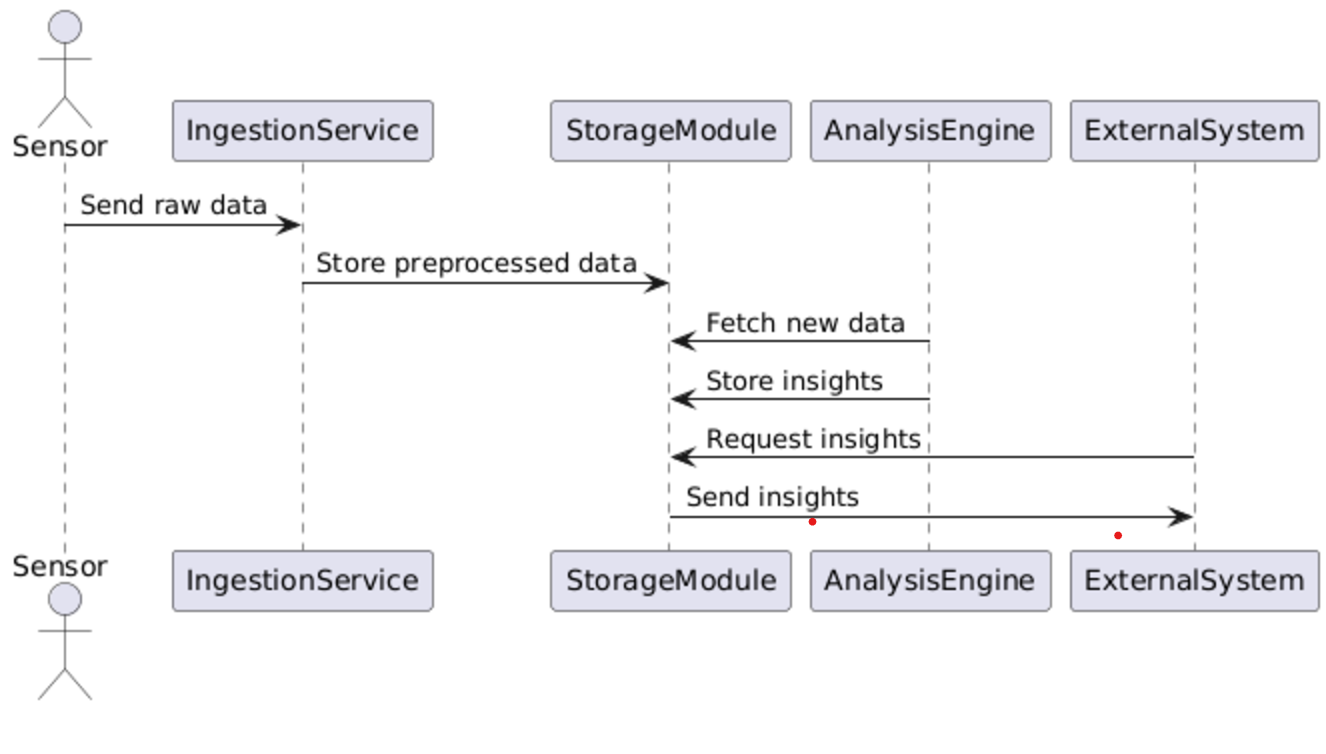 Sensor
IngestionService
StorageModule
AnalysisEngine
ExternalSystem
Send raw data
Store preprocessed data
Fetch new data
Store insights
Request insights
Send insights
Sensor
IngestionService
StorageModule
AnalysisEngine
ExternalSystem